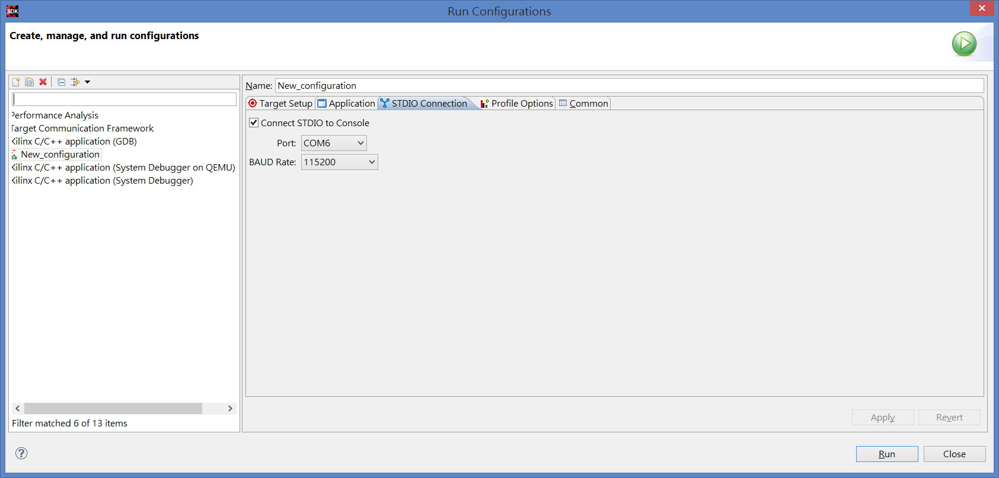 SDK
Run Configurations
Create, manage, and run configurations
Performance Analysis
Target Communication Framework
Xilinx C/C++ application (GDB)
New_configuration
Xilinx C/C++ application (System Debugger on QEMU)
Xilinx C/C++ application (System Debugger)
Filter matched 6 of 13 items
Name: New_configuration
Target Setup Application STDIO Connection Profile Options Common
Connect STDIO to Console
Port: COM6
BAUD Rate: 115200
Apply Revert
Run Close